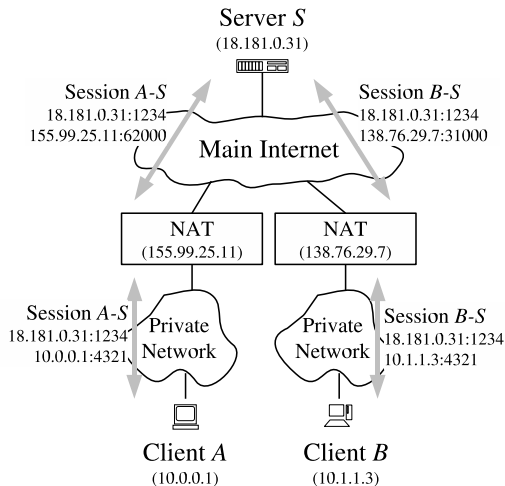 Server S
(18.181.0.31)
Session A-S
18.181.0.31:1234
155.99.25.11:62000
Session B-S
18.181.0.31:1234
138.76.29.7:31000
Main Internet
NAT
(155.99.25.11)
NAT
(138.76.29.7)
Session A-S
18.181.0.31:1234
10.0.0.1:4321
Private
Network
Private
Network
Session B-S
18.181.0.31:1234
10.1.1.3:4321
Client A
(10.0.0.1)
Client B
(10.1.1.3)